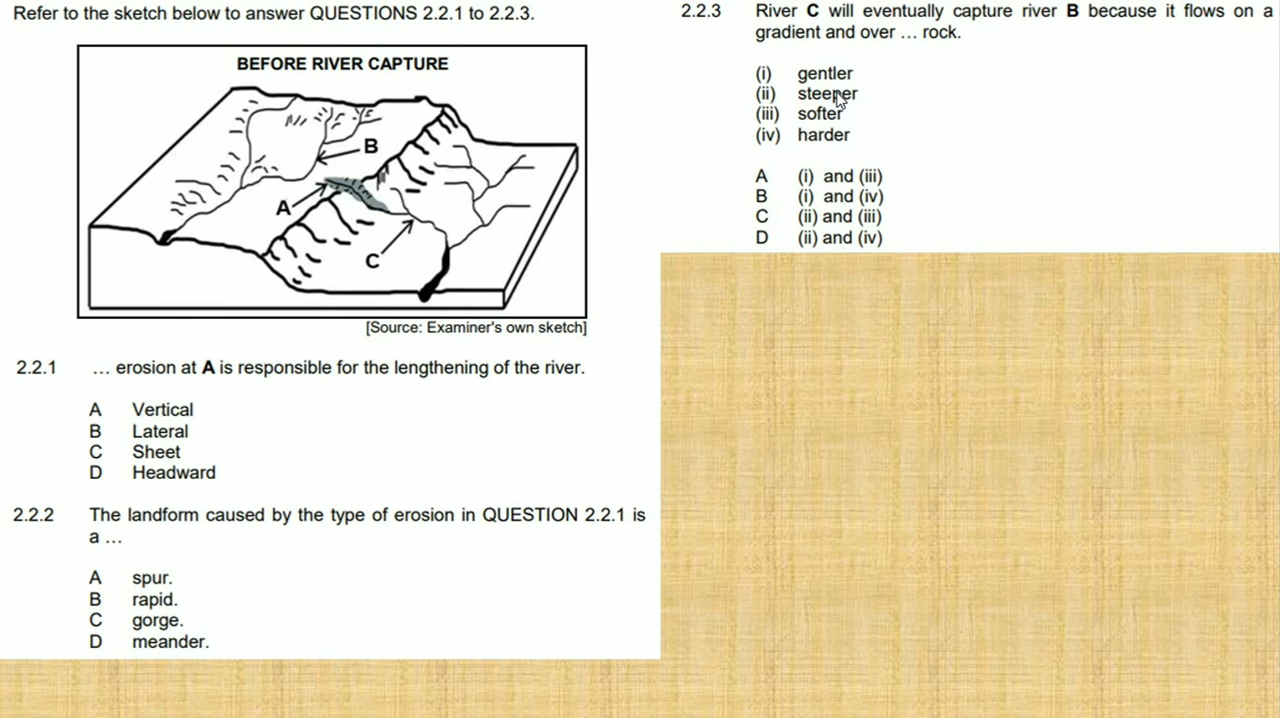 Refer to the sketch below to answer QUESTIONS 2.2.1 to 2.2.3.
BEFORE RIVER CAPTURE
B
A
C
[Source: Examiner's own sketch]
2.2.1 … erosion at A is responsible for the lengthening of the river.
A Vertical
B Lateral
C Sheet
D Headward
2.2.2 The landform caused by the type of erosion in QUESTION 2.2.1 is
a …
A spur.
B rapid.
C gorge.
D meander.
2.2.3 River C will eventually capture river B because it flows on a
gradient and over … rock.
(i) gentler
(ii) steeper
(iii) softer
(iv) harder
A (i) and (iii)
B (i) and (iv)
C (ii) and (iii)
D (ii) and (iv)